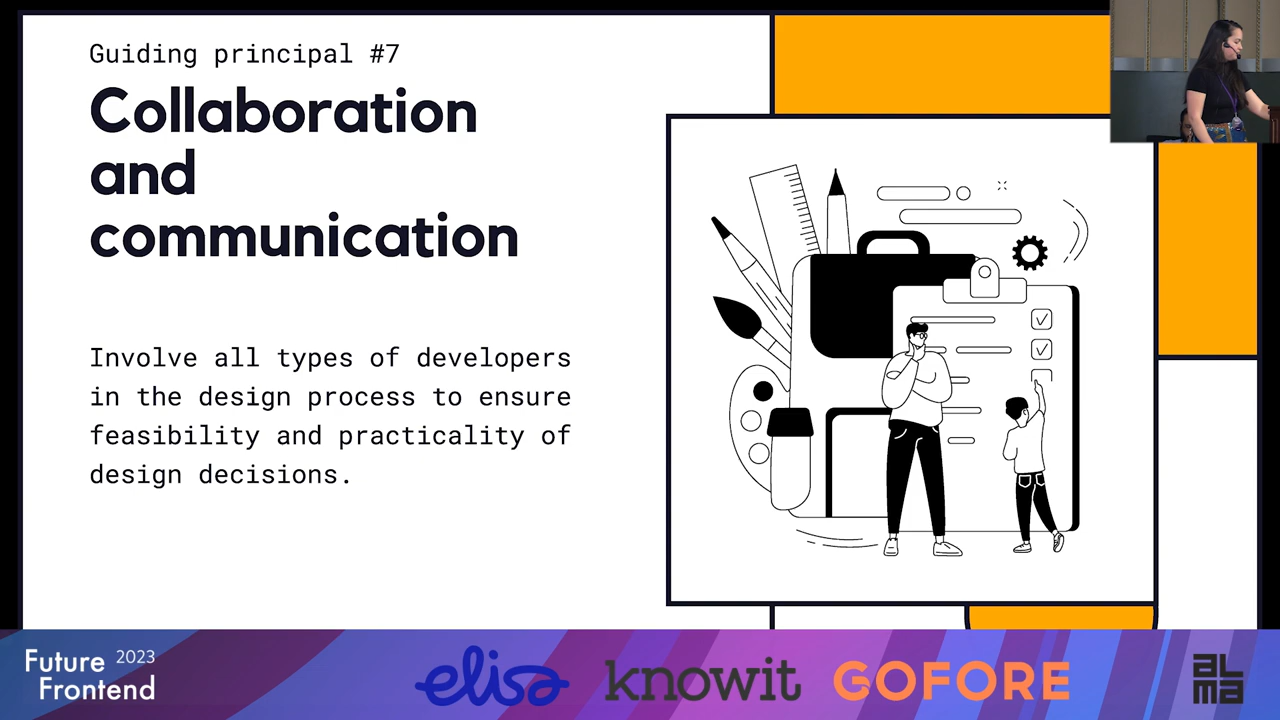 Guiding principal #7
Collaboration
and
communication
Involve all types of developers
in the design process to ensure
feasibility and practicality of
design decisions.
Future 2023
Frontend
elisa
knowit
GOFORE
aLma